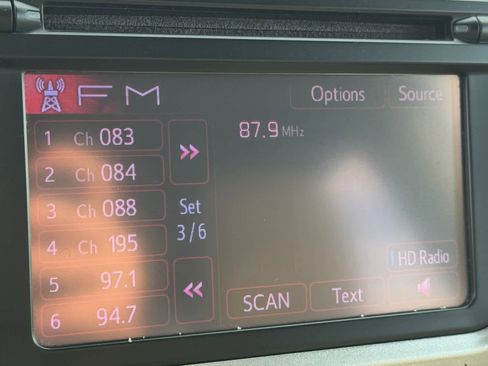 FM
Options
Source
1 Ch 083
2 Ch 084
3 Ch 088
4 Ch 195
5 97.1
6 94.7
>>
Set
3/6
<<
87.9 MHz
HD Radio
SCAN
Text